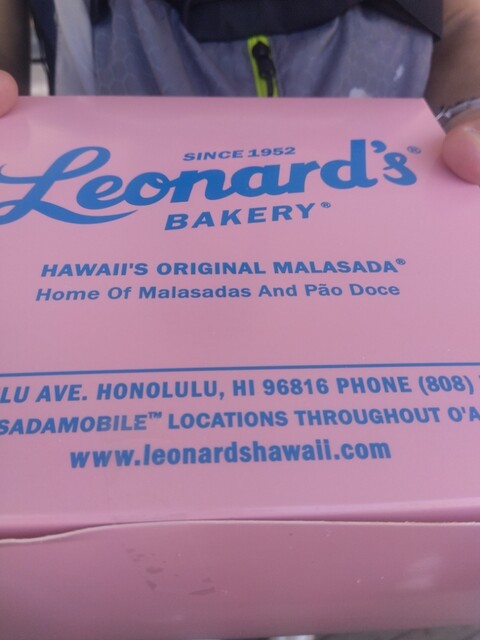 SINCE 1952
Leonard's®
BAKERY®
HAWAII'S ORIGINAL MALASADA®
Home Of Malasadas And Pão Doce
LU AVE. HONOLULU, HI 96816 PHONE (808)
SADAMOBILE™ LOCATIONS THROUGHOUT O'A
www.leonardshawaii.com